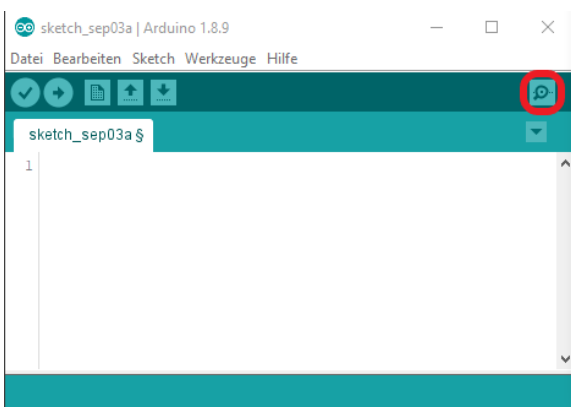 sketch_sep03a | Arduino 1.8.9
Datei Bearbeiten Sketch Werkzeuge Hilfe
sketch_sep03a §
1